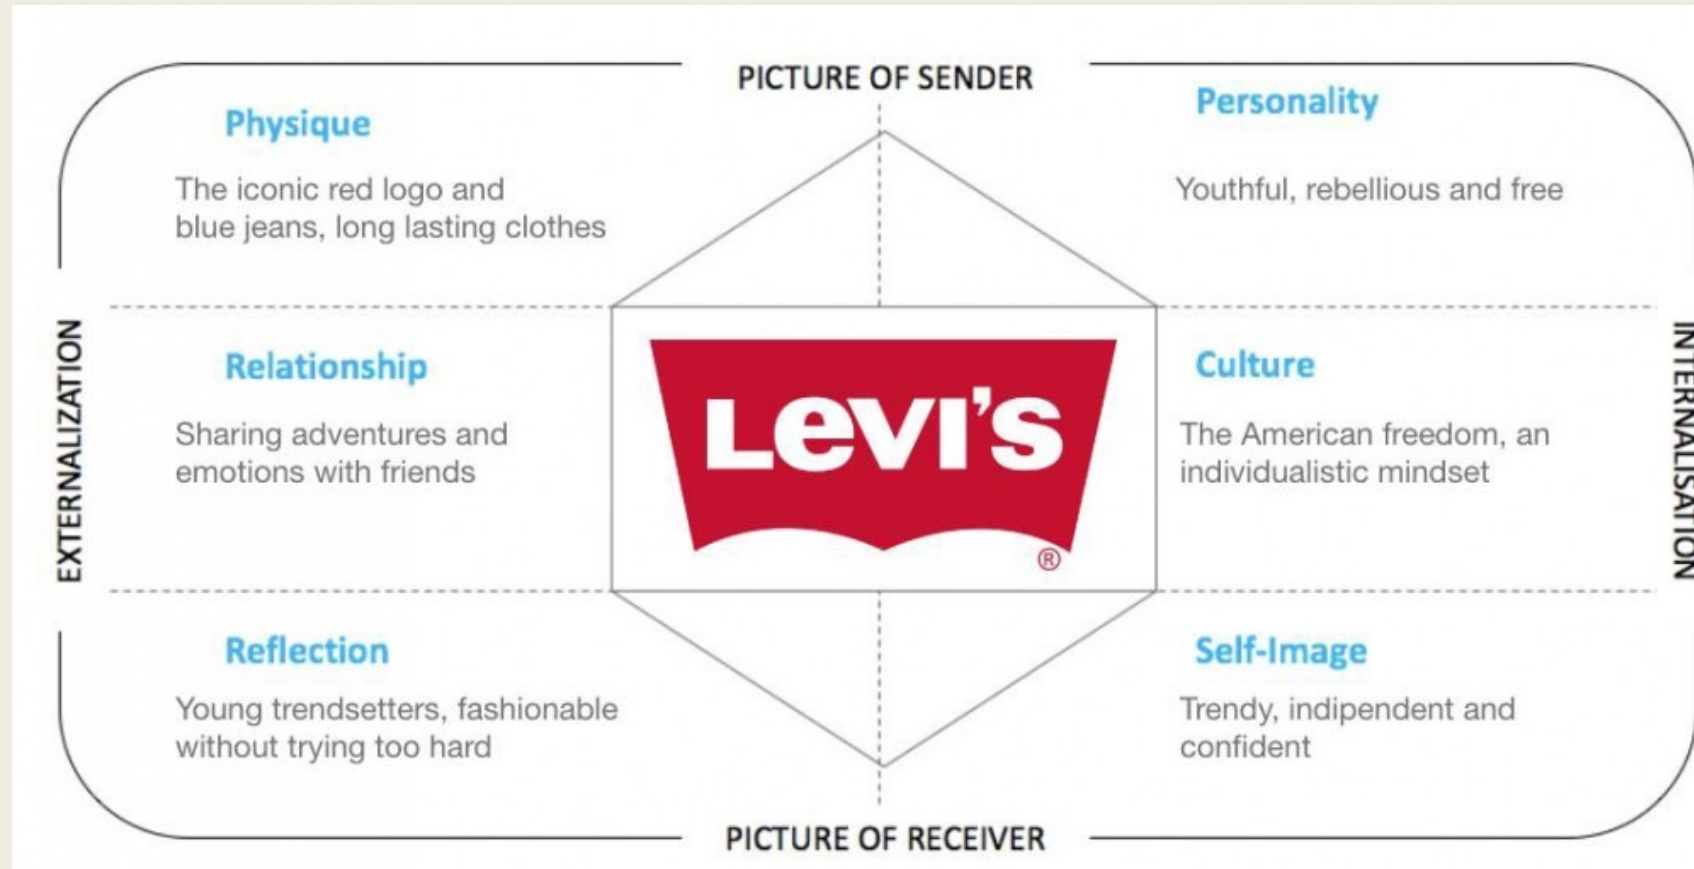 PICTURE OF SENDER
Physique
The iconic red logo and
blue jeans, long lasting clothes
Personality
Youthful, rebellious and free
EXTERNALIZATION
Relationship
Sharing adventures and
emotions with friends
LEVI'S
®
Culture
The American freedom, an
individualistic mindset
INTERNALISATION
Reflection
Young trendsetters, fashionable
without trying too hard
Self-Image
Trendy, indipendent and
confident
PICTURE OF RECEIVER